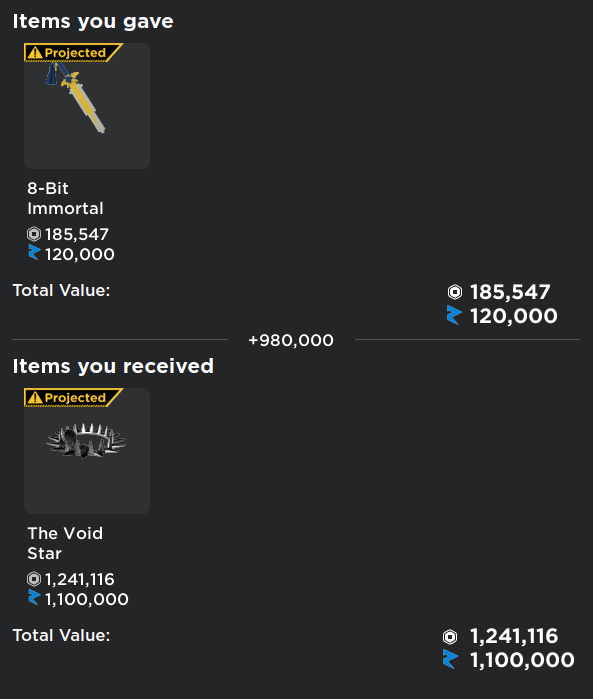 Items you gave
Projected
8-Bit
Immortal
185,547
120,000
Total Value:
185,547
120,000
+980,000
Items you received
Projected
The Void
Star
1,241,116
1,100,000
Total Value:
1,241,116
1,100,000